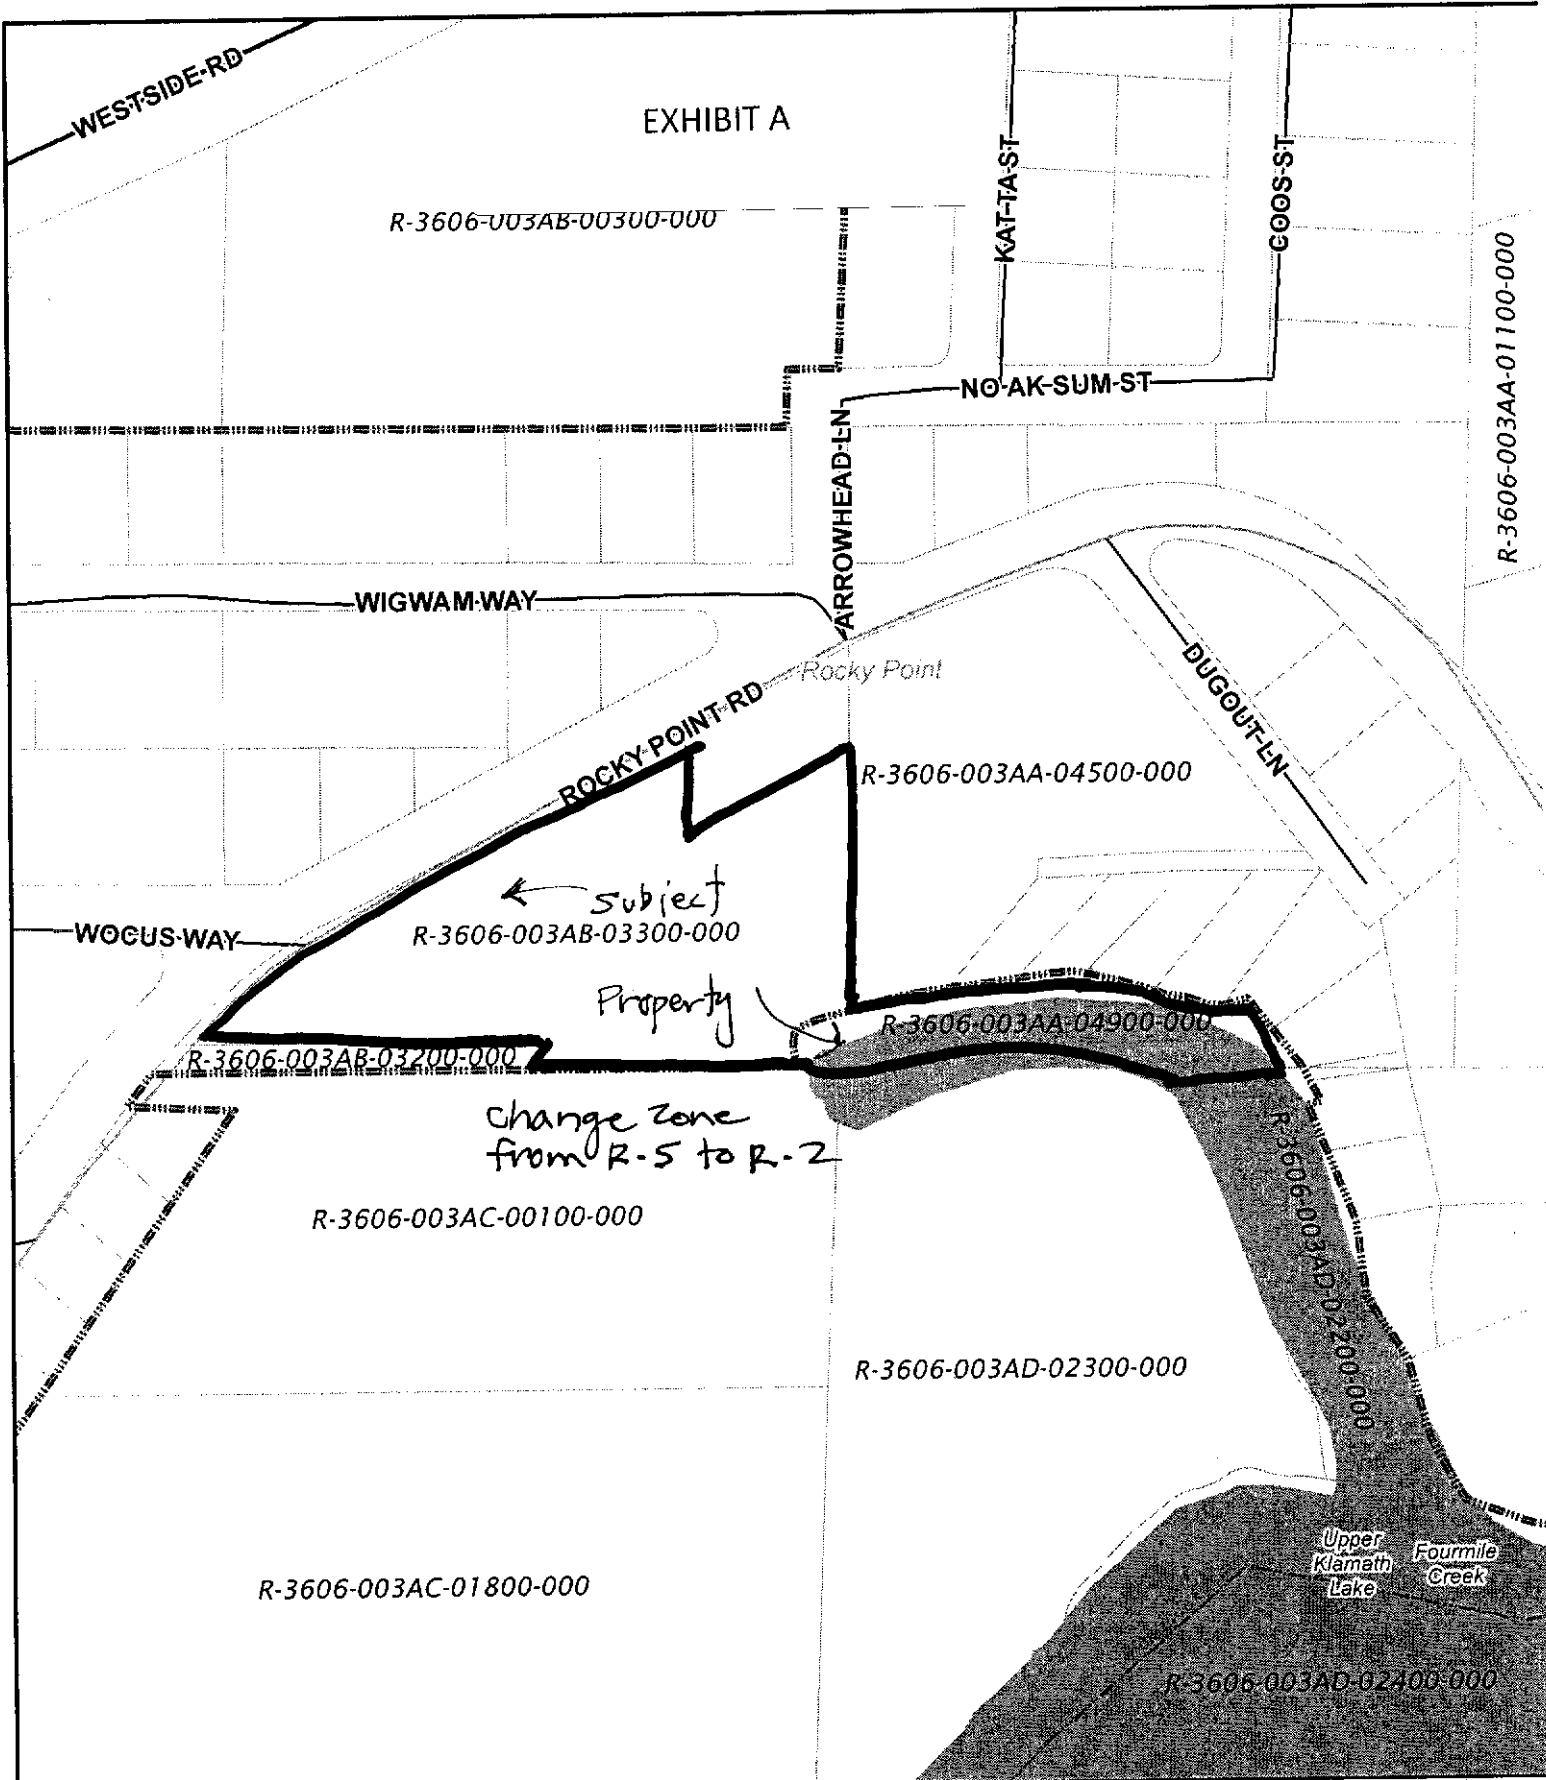 WESTSIDE-RD
EXHIBIT A
R-3606-003AB-00300-000
KAT-TA-ST
COOS-ST
R-3606-003AA-01100-000
NO-AK-SUM-ST
ARROWHEAD-LN
WIGWAM-WAY
Rocky Point
DUGOUT-LN
ROCKY-POINT-RD
R-3606-003AA-04500-000
subject
R-3606-003AB-03300-000
WOCUS-WAY
Property
R-3606-003AA-04900-000
R-3606-003AB-03200-000
change zone
from R-5 to R-2
R-3606-003AD-02200-000
R-3606-003AC-00100-000
R-3606-003AD-02300-000
Upper
Klamath
Lake
Fourmile
Creek
R-3606-003AC-01800-000
R-3606-003AD-02400-000